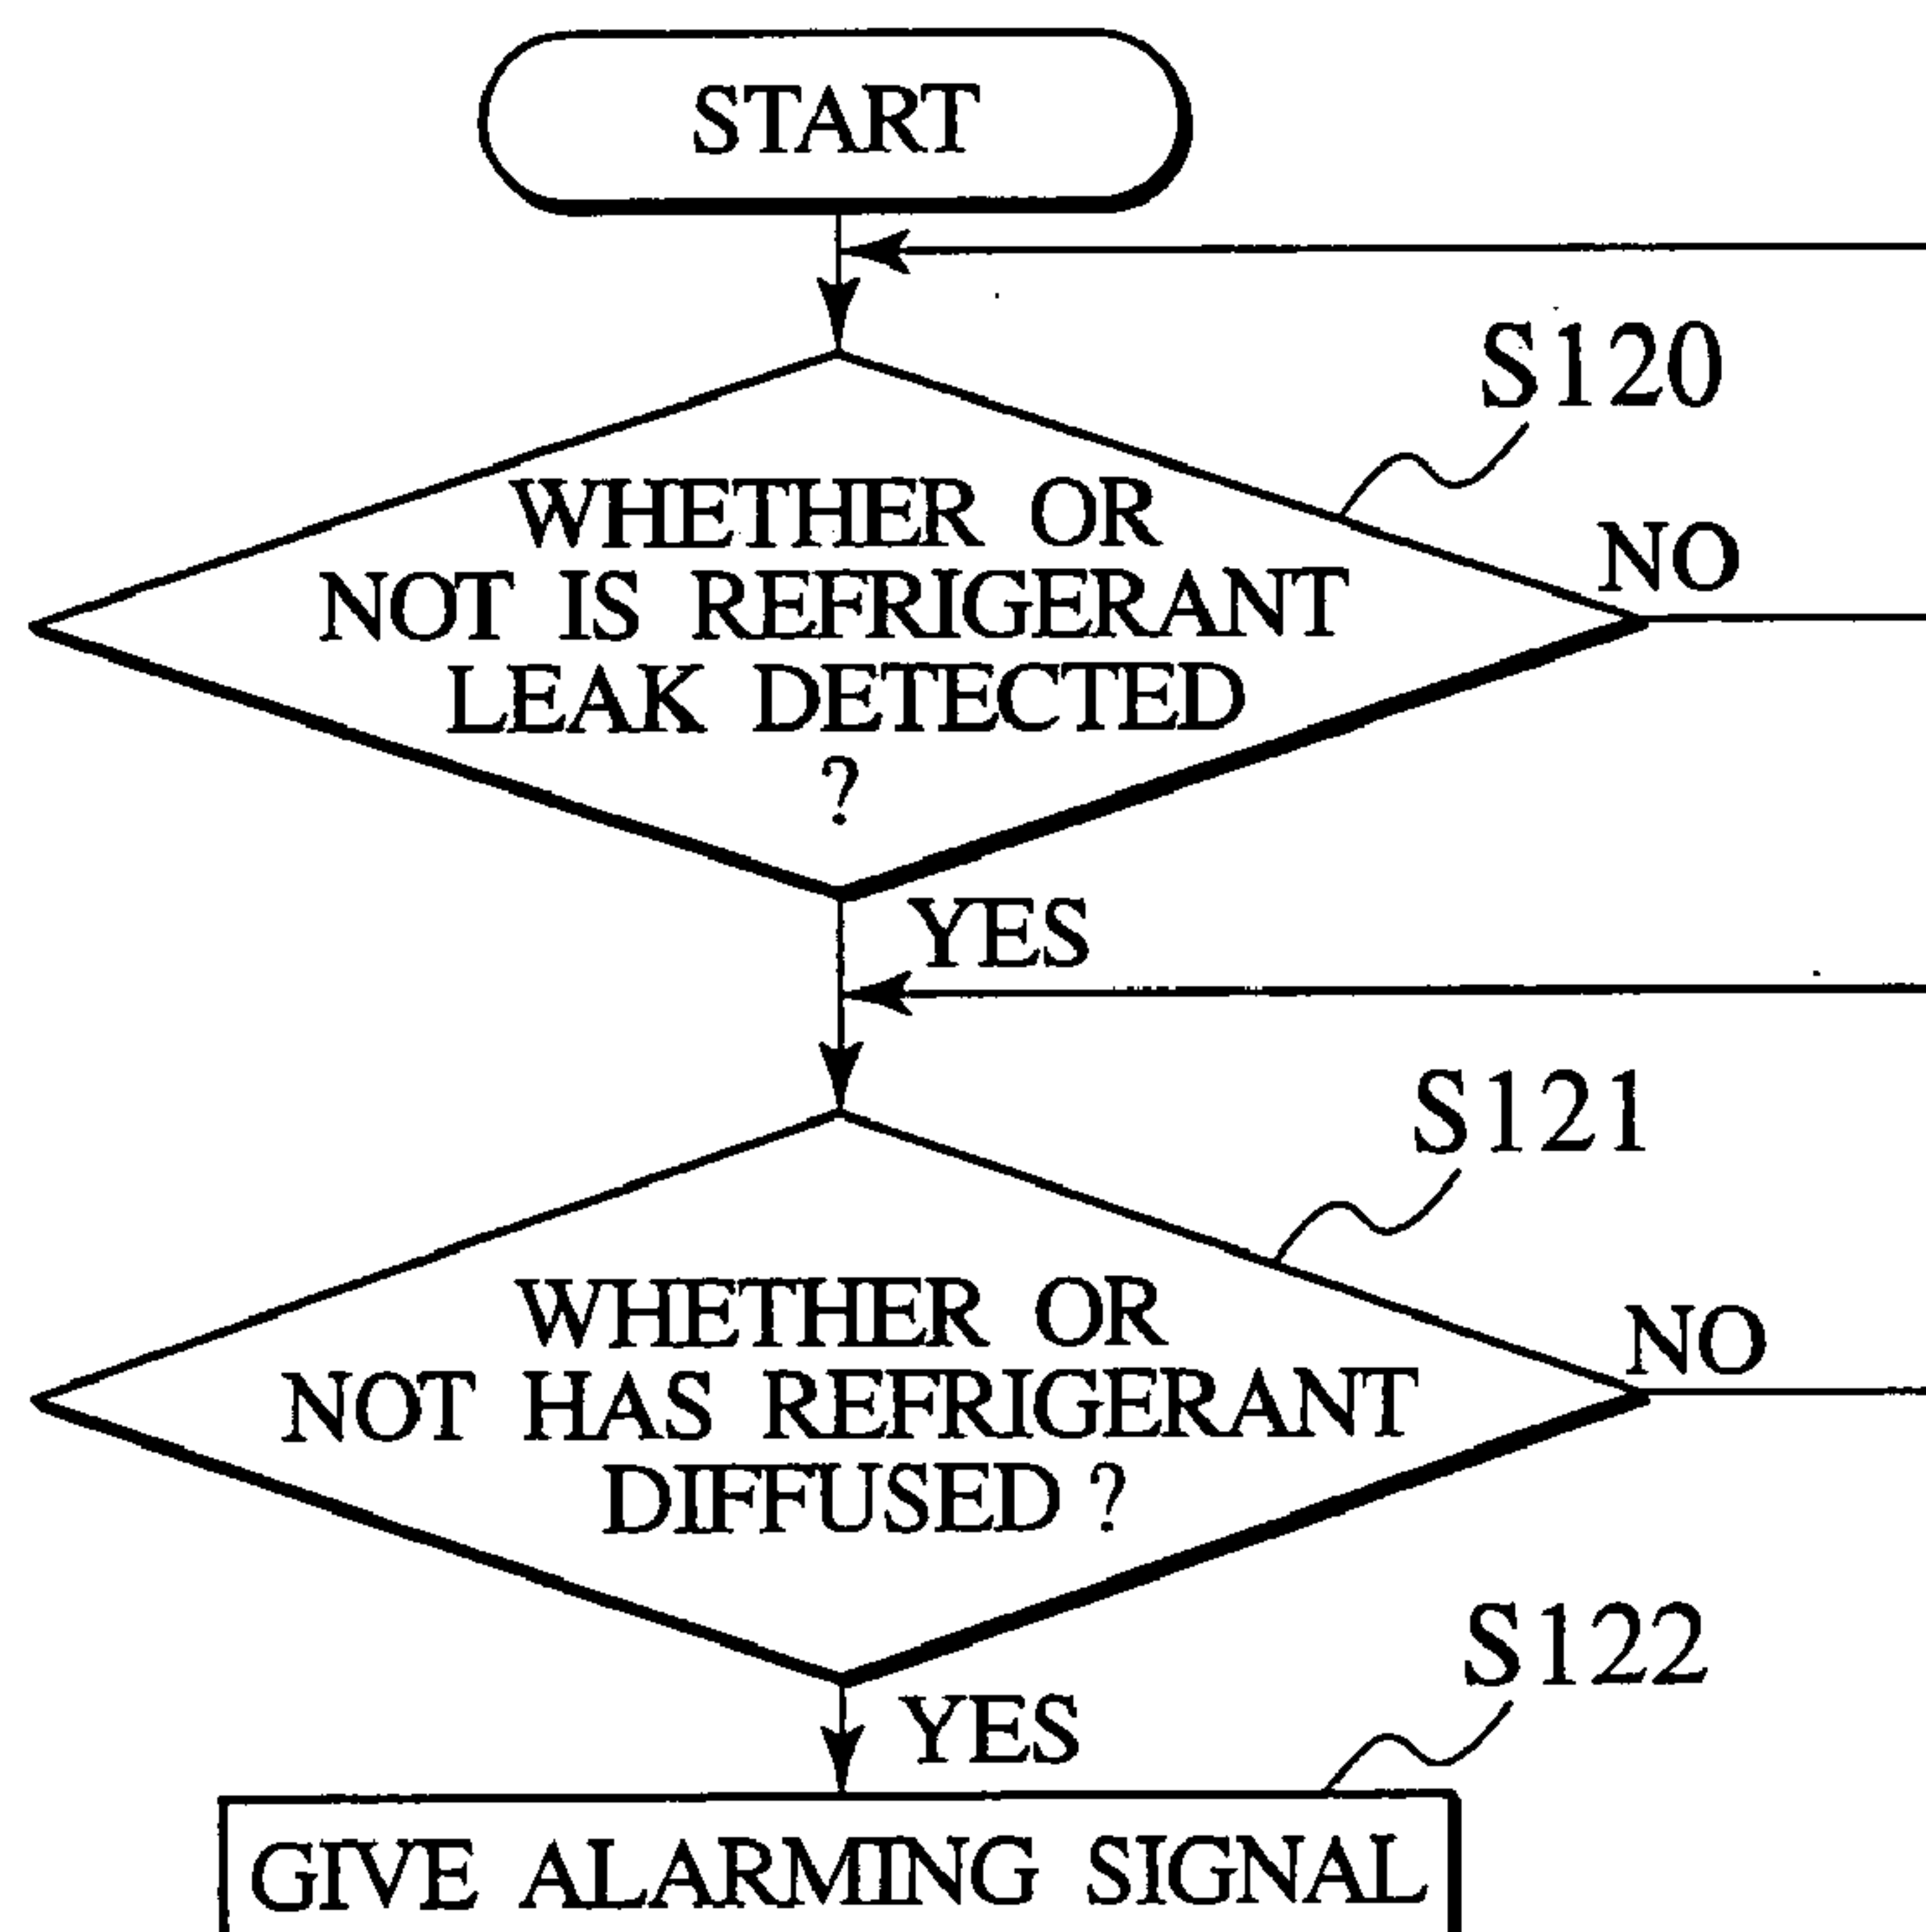 START
S120
WHETHER OR
NOT IS REFRIGERANT
LEAK DETECTED
?
NO
YES
S121
WHETHER OR
NOT HAS REFRIGERANT
DIFFUSED ?
NO
YES
S122
GIVE ALARMING SIGNAL